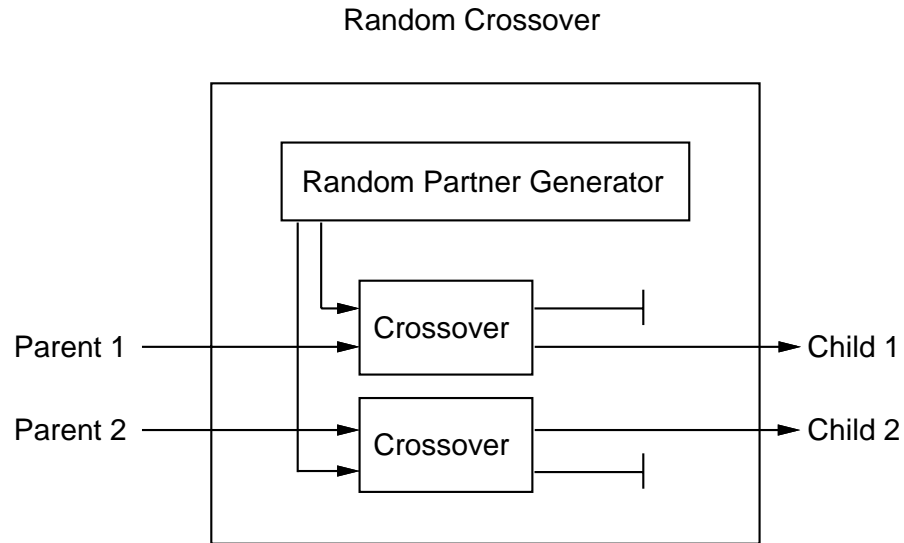 Random Crossover
Random Partner Generator
Crossover
Parent 1
Child 1
Parent 2
Crossover
Child 2